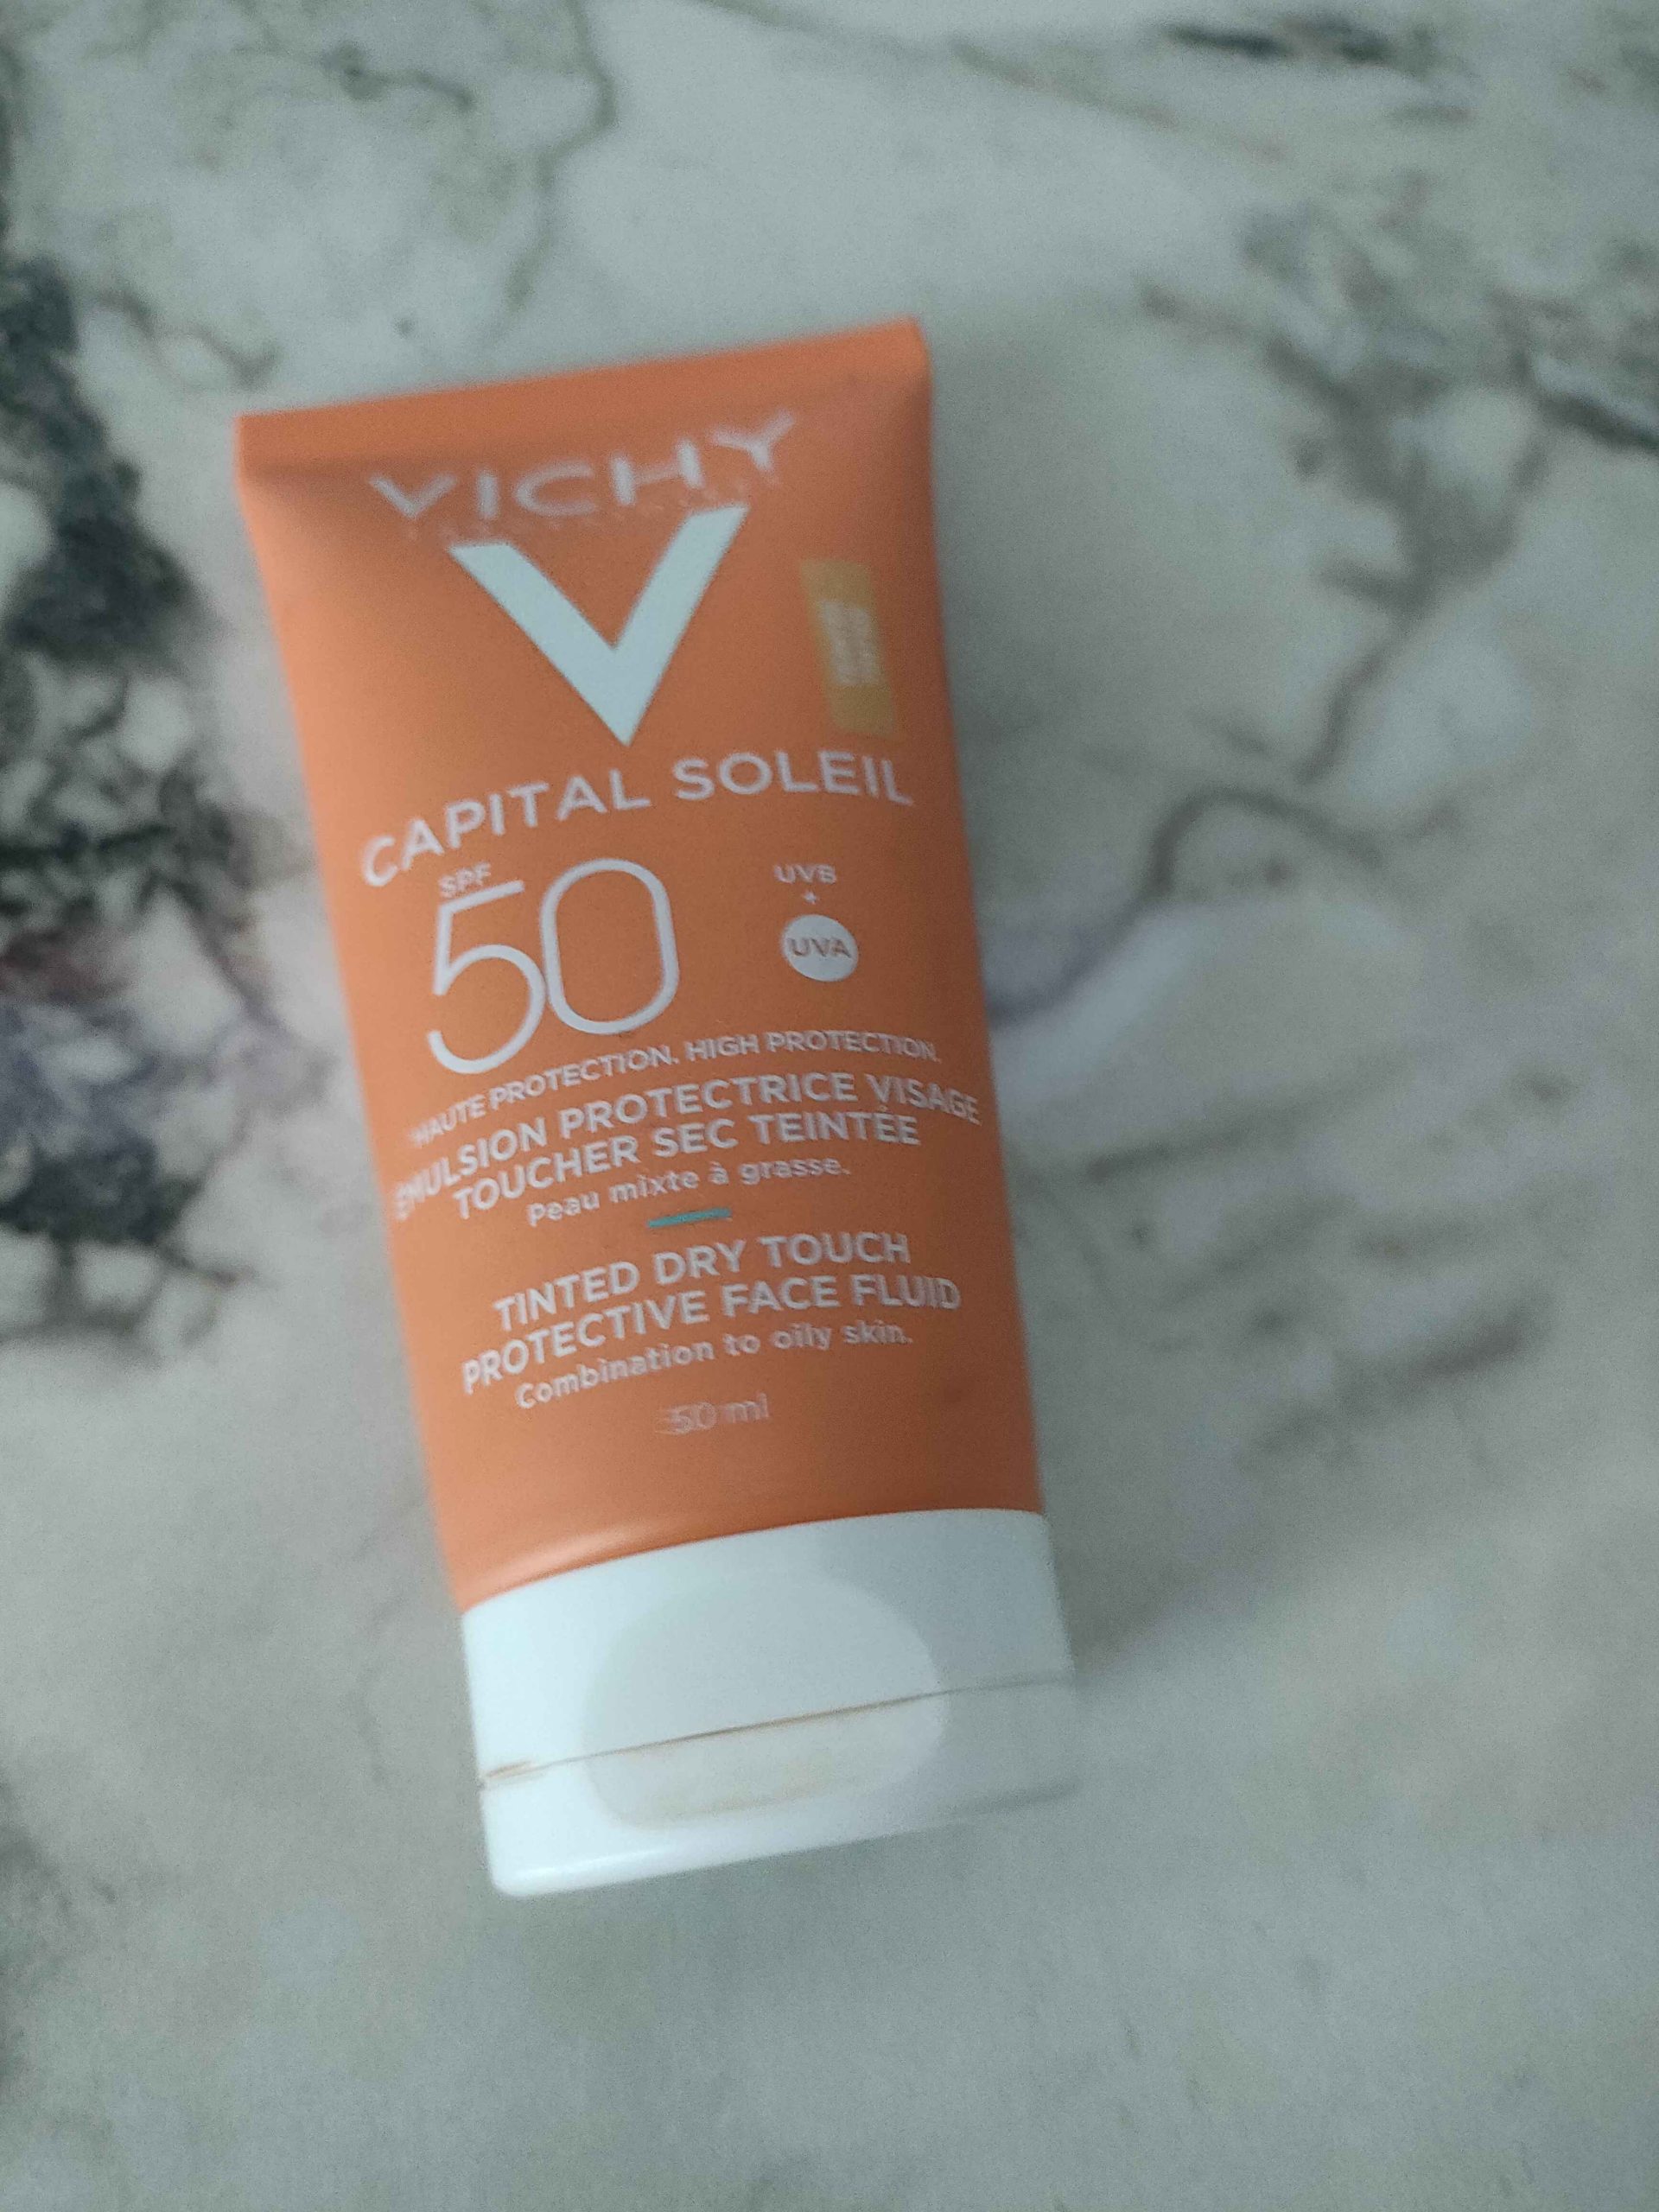 VICHY
CAPITAL SOLEIL
SPF
50
UVB
+
UVA
HAUTE PROTECTION. HIGH PROTECTION.
ÉMULSION PROTECTRICE VISAGE
TOUCHER SEC TEINTÉE
Peau mixte à grasse.
TINTED DRY TOUCH
PROTECTIVE FACE FLUID
Combination to oily skin.
50 ml